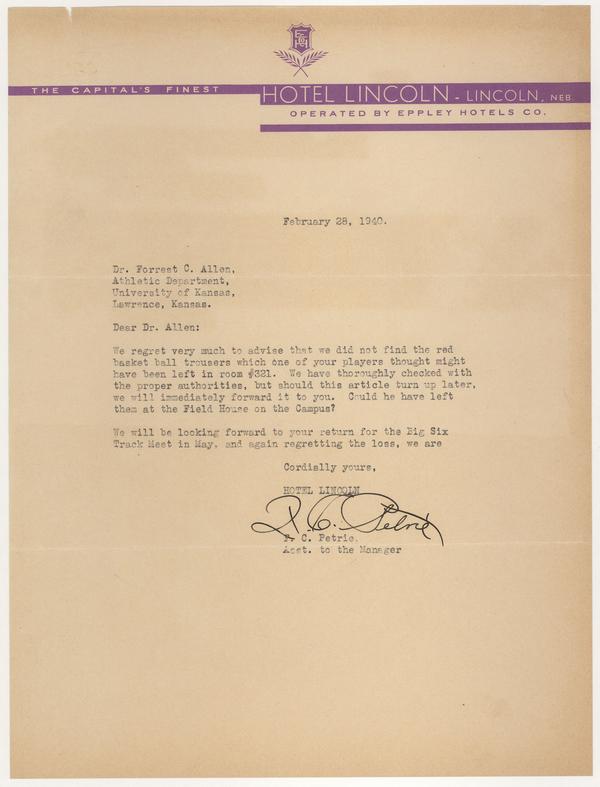 THE CAPITAL'S FINEST
HOTEL LINCOLN - LINCOLN, NEB.
OPERATED BY EPPLEY HOTELS CO.
February 28, 1940.
Dr. Forrest C. Allen,
Athletic Department,
University of Kansas,
Lawrence, Kansas.
Dear Dr. Allen:
We regret very much to advise that we did not find the red
basket ball trousers which one of your players thought might
have been left in room #321. We have thoroughly checked with
the proper authorities, but should this article turn up later,
we will immediately forward it to you. Could he have left
them at the Field House on the Campus?
We will be looking forward to your return for the Big Six
Track Meet in May, and again regretting the loss, we are
Cordially yours,
HOTEL LINCOLN
C. Petrie
C. Petrie.
Asst. to the Manager